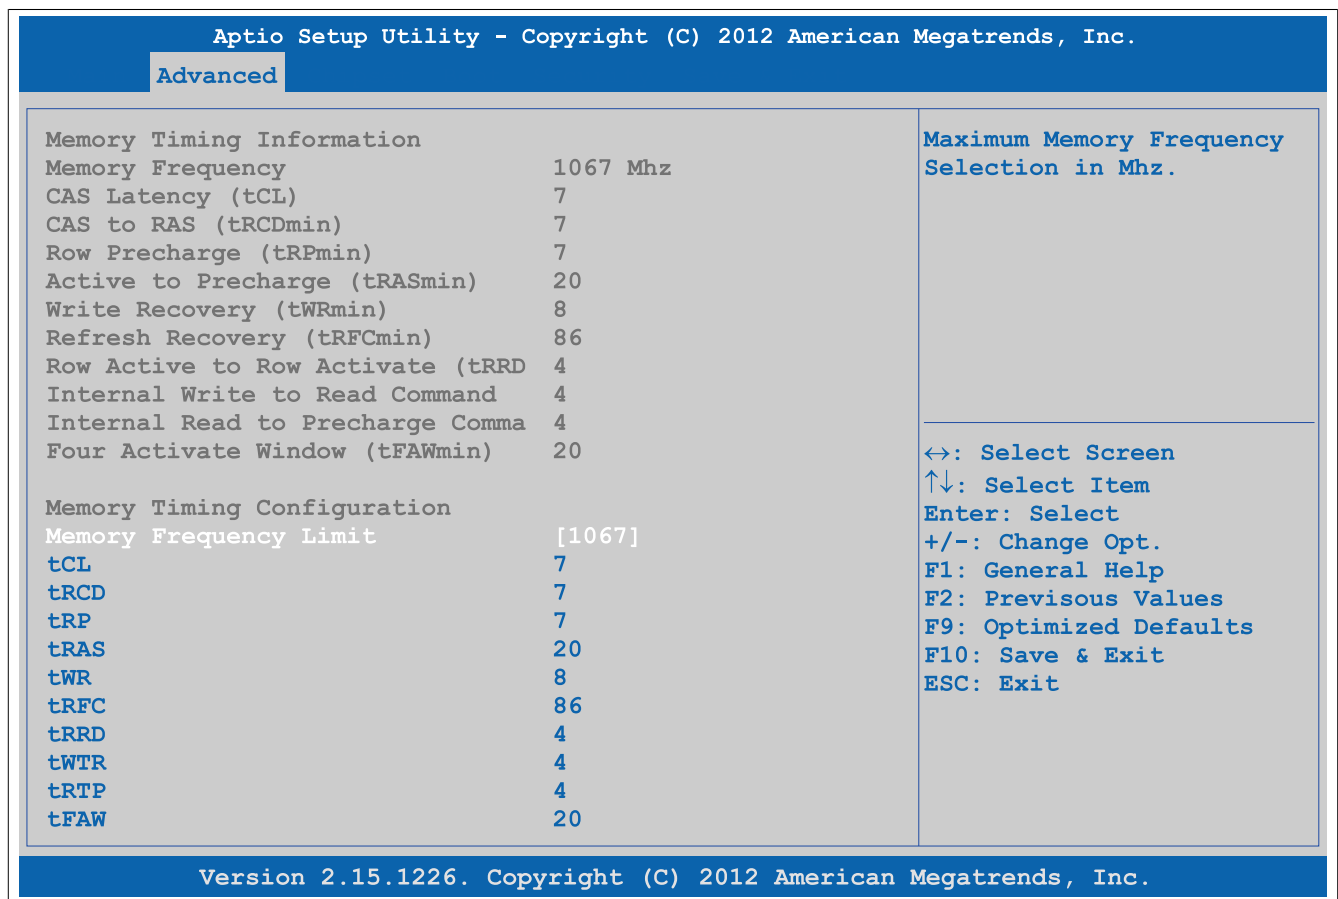 Aptio Setup Utility - Copyright (C) 2012 American Megatrends, Inc.
Advanced
Memory Timing Information
Memory Frequency 1067 Mhz
CAS Latency (tCL) 7
CAS to RAS (tRCDmin) 7
Row Precharge (tRPmin) 7
Active to Precharge (tRASmin) 20
Write Recovery (tWRmin) 8
Refresh Recovery (tRFCmin) 86
Row Active to Row Activate (tRRD 4
Internal Write to Read Command 4
Internal Read to Precharge Comma 4
Four Activate Window (tFAWmin) 20
Memory Timing Configuration
Memory Frequency Limit [1067]
tCL 7
tRCD 7
tRP 7
tRAS 20
tWR 8
tRFC 86
tRRD 4
tWTR 4
tRTP 4
tFAW 20
Maximum Memory Frequency
Selection in Mhz.
↔: Select Screen
↑↓: Select Item
Enter: Select
+/-: Change Opt.
F1: General Help
F2: Previsous Values
F9: Optimized Defaults
F10: Save & Exit
ESC: Exit
Version 2.15.1226. Copyright (C) 2012 American Megatrends, Inc.